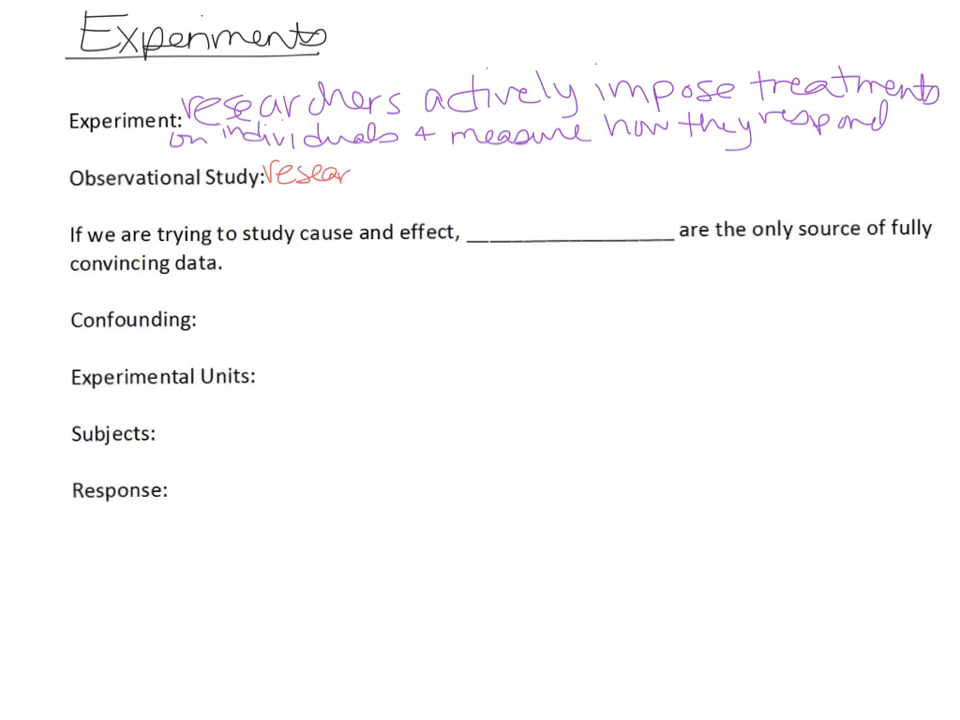 Experiments
Experiment: researchers actively impose treatments
on individuals + measure how they respond
Observational Study: resear
If we are trying to study cause and effect, ___________________ are the only source of fully
convincing data.
Confounding:
Experimental Units:
Subjects:
Response: